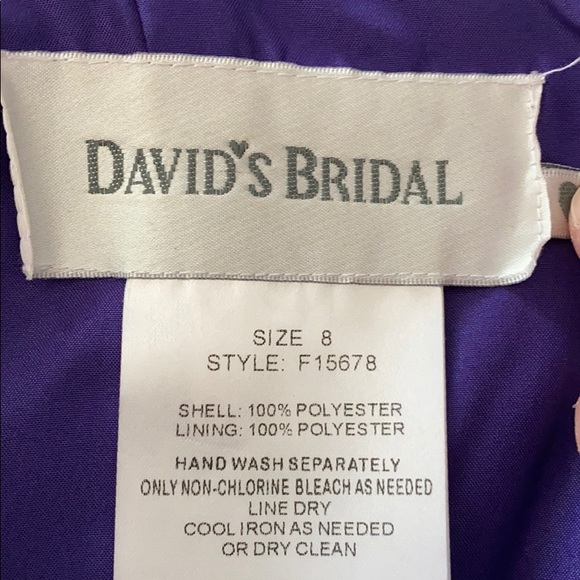 DAVID'S BRIDAL
SIZE 8
STYLE: F15678
SHELL: 100% POLYESTER
LINING: 100% POLYESTER
HAND WASH SEPARATELY
ONLY NON-CHLORINE BLEACH AS NEEDED
LINE DRY
COOL IRON AS NEEDED
OR DRY CLEAN